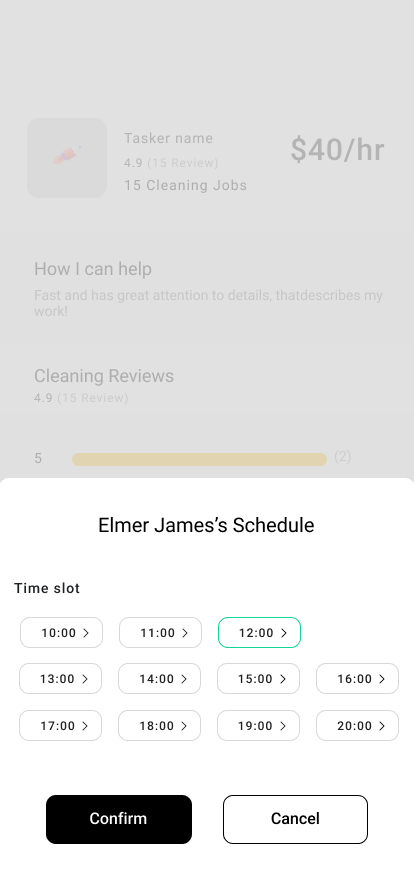 Tasker name
$40/hr
4.9 (15 Review)
15 Cleaning Jobs
How I can help
Fast and has great attention to details, thatdescribes my
work!
Cleaning Reviews
4.9 (15 Review)
5 (2)
Elmer James’s Schedule
Time slot
10:00 11:00 12:00
13:00 14:00 15:00 16:00
17:00 18:00 19:00 20:00
Confirm Cancel